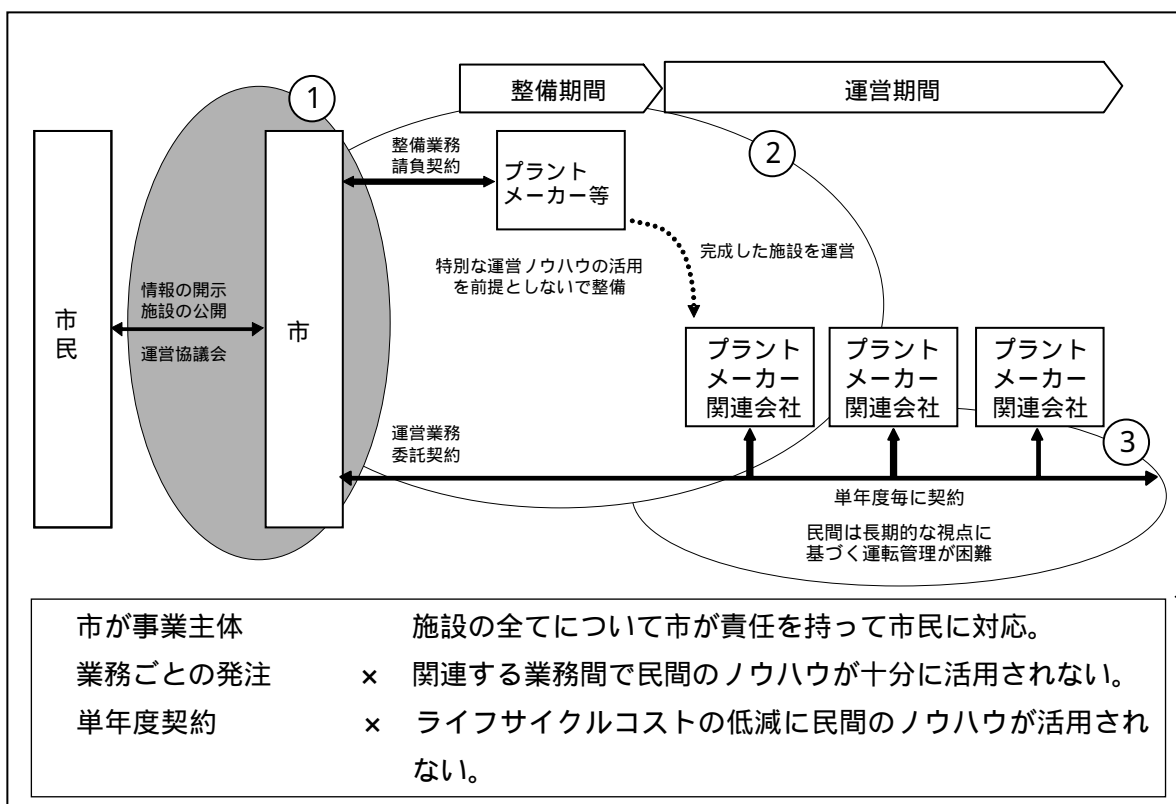 整備期間
運営期間
1
2
3
市民
情報の開示
施設の公開
運営協議会
市
整備業務
請負契約
プラント
メーカー等
特別な運営ノウハウの活用
を前提としないで整備
完成した施設を運営
プラント
メーカー
関連会社
プラント
メーカー
関連会社
プラント
メーカー
関連会社
運営業務
委託契約
単年度毎に契約
民間は長期的な視点に
基づく運転管理が困難
市が事業主体 施設の全てについて市が責任を持って市民に対応。
業務ごとの発注 × 関連する業務間で民間のノウハウが十分に活用されない。
単年度契約 × ライフサイクルコストの低減に民間のノウハウが活用され
ない。